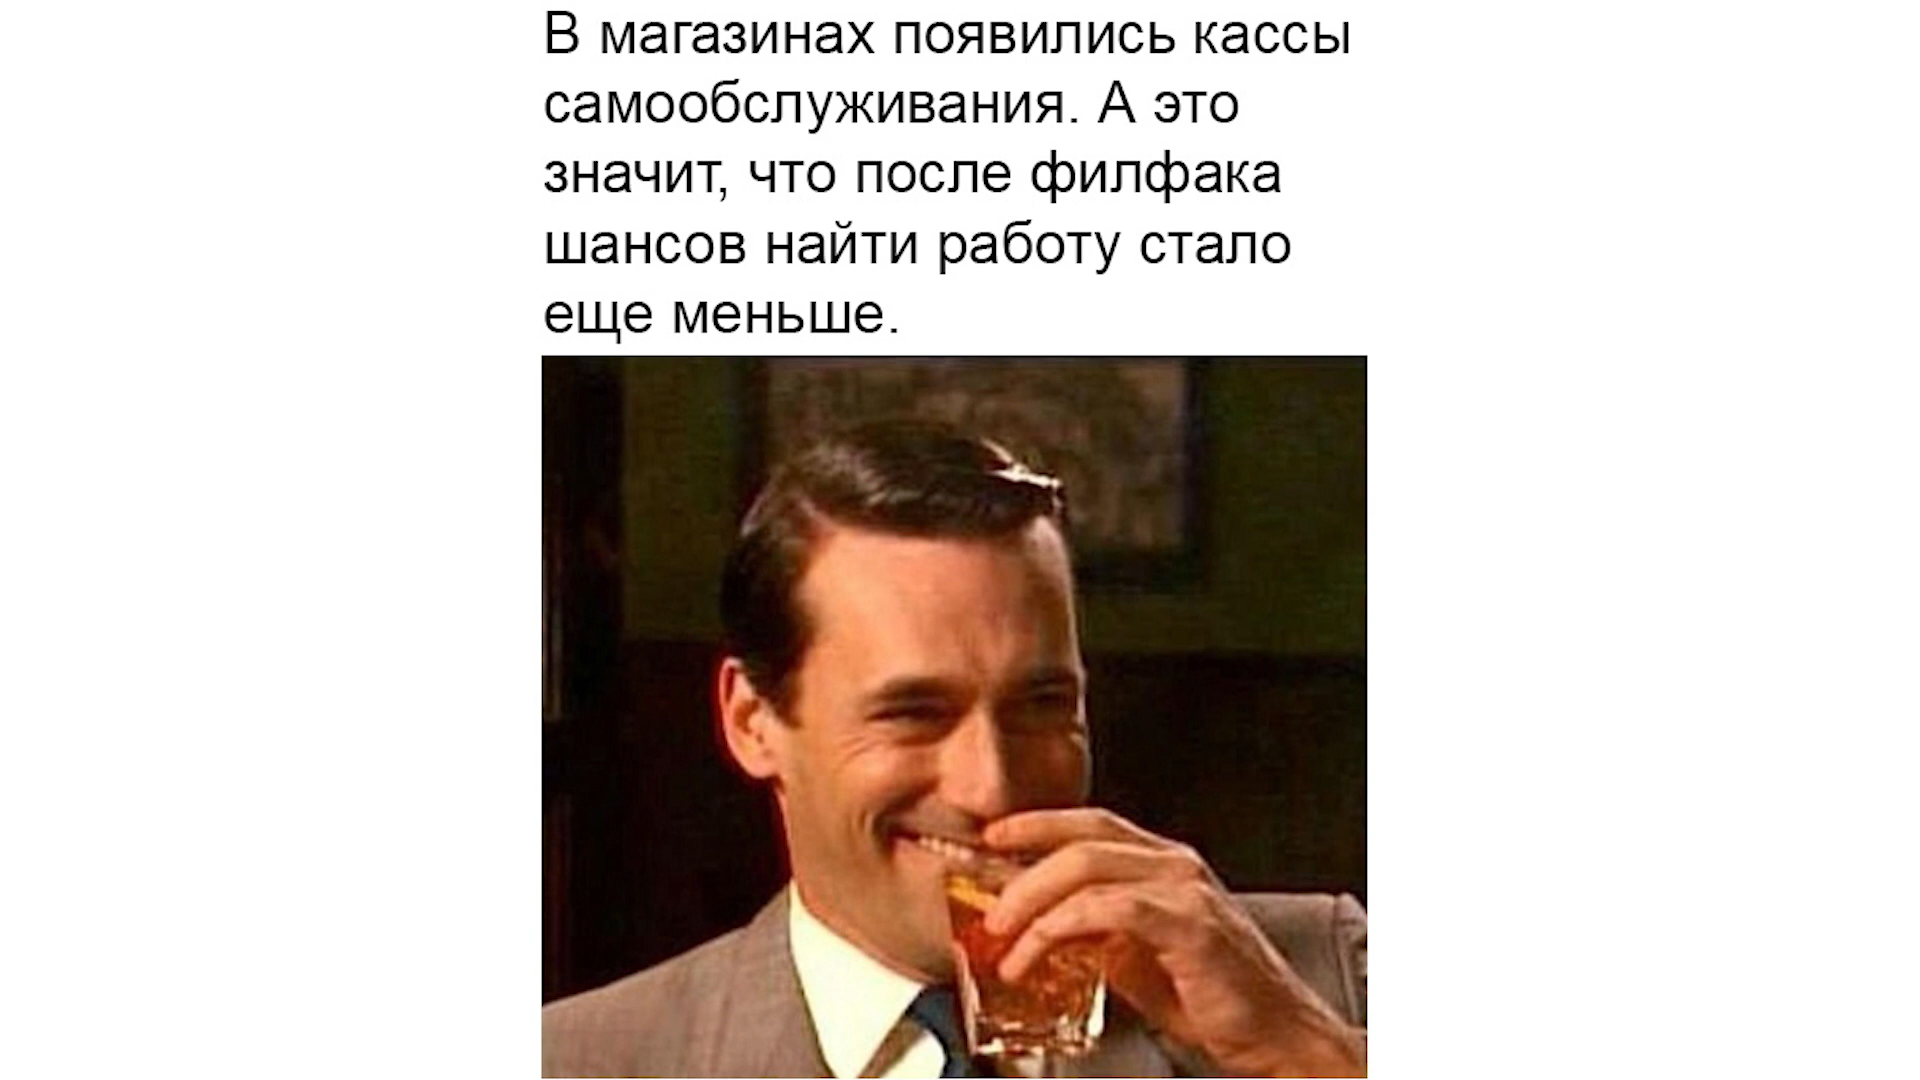 В магазинах появились кассы
самообслуживания. А это
значит, что после филфака
шансов найти работу стало
еще меньше.